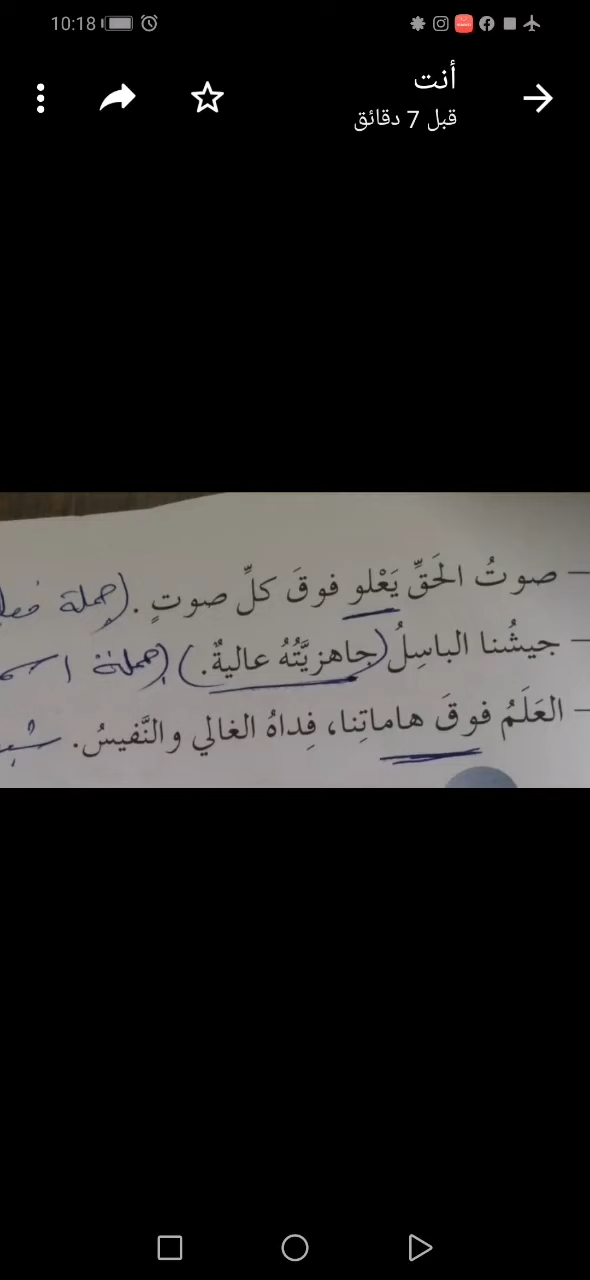 10:18
أنت
قبل 7 دقائق
– صوتُ الحَقِّ يَعْلو فوقَ كلِّ صوتٍ. (جملة
– جيشُنا الباسِلُ (جاهزيَّتُهُ عاليةٌ.) (جملة
– العَلَمُ فوقَ هاماتِنا، فِداهُ الغالي والنَّفيسُ.